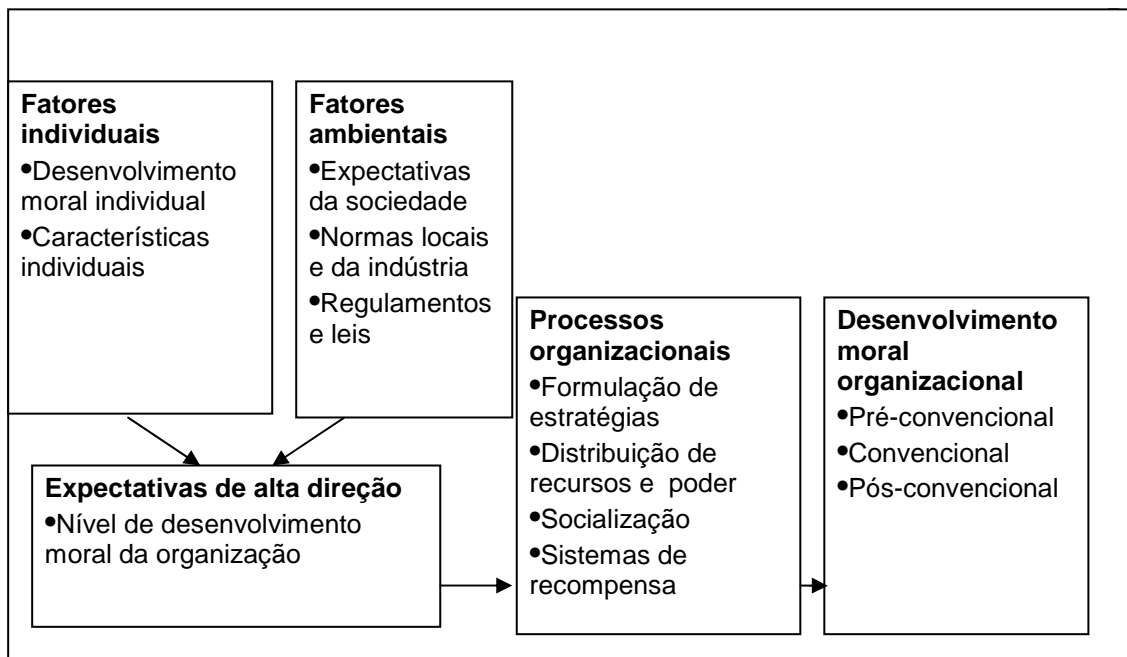 Fatores
individuais
•Desenvolvimento
moral individual
•Características
individuais
Fatores
ambientais
•Expectativas
da sociedade
•Normas locais
e da indústria
•Regulamentos
e leis
Expectativas de alta direção
•Nível de desenvolvimento
moral da organização
Processos
organizacionais
•Formulação de
estratégias
•Distribuição de
recursos e poder
•Socialização
•Sistemas de
recompensa
Desenvolvimento
moral
organizacional
•Pré-convencional
•Convencional
•Pós-convencional